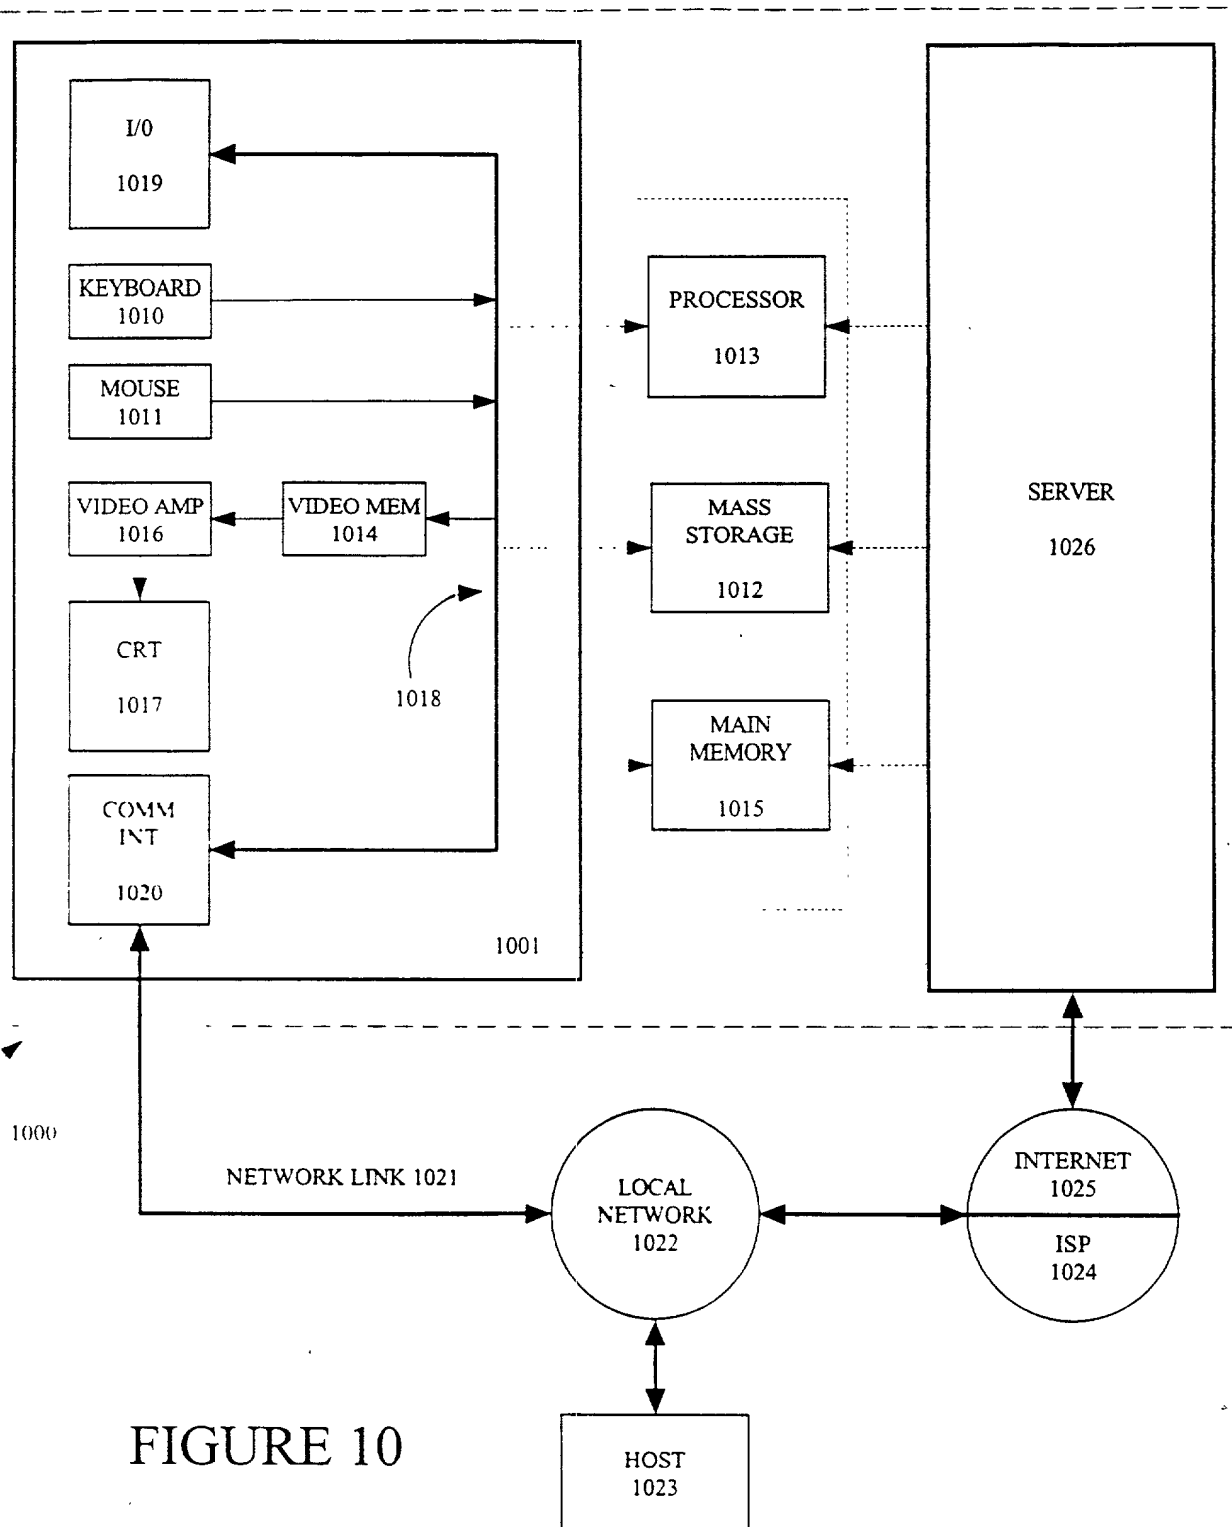 I/0
1019
KEYBOARD
1010
MOUSE
1011
VIDEO AMP
1016
VIDEO MEM
1014
CRT
1017
1018
COMM
INT
1020
1001
PROCESSOR
1013
MASS
STORAGE
1012
MAIN
MEMORY
1015
SERVER
1026
1000
NETWORK LINK 1021
LOCAL
NETWORK
1022
INTERNET
1025
ISP
1024
HOST
1023
FIGURE 10